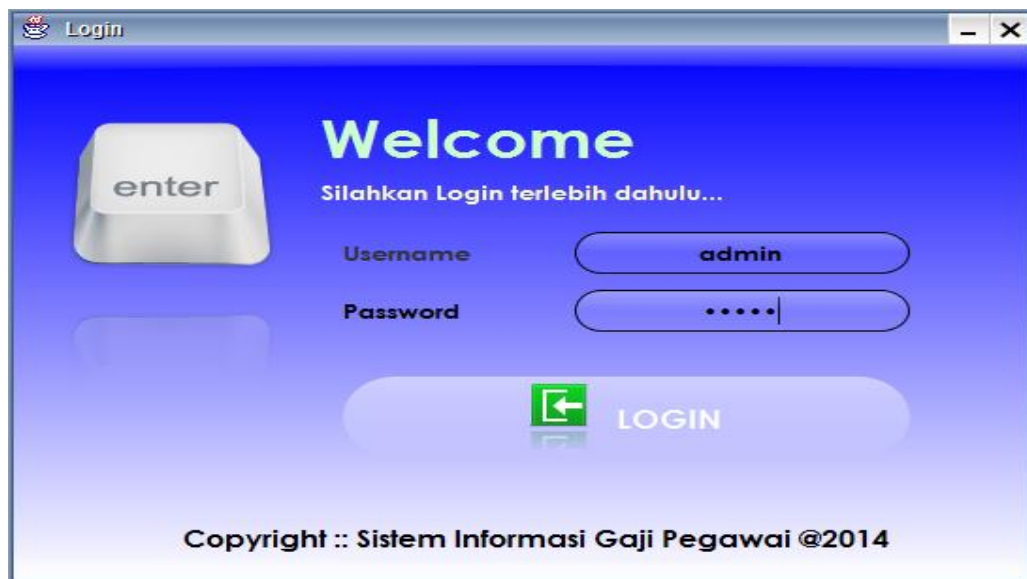 Login
Welcome
enter
Silahkan Login terlebih dahulu...
Username admin
Password •••••
LOGIN
Copyright :: Sistem Informasi Gaji Pegawai @2014